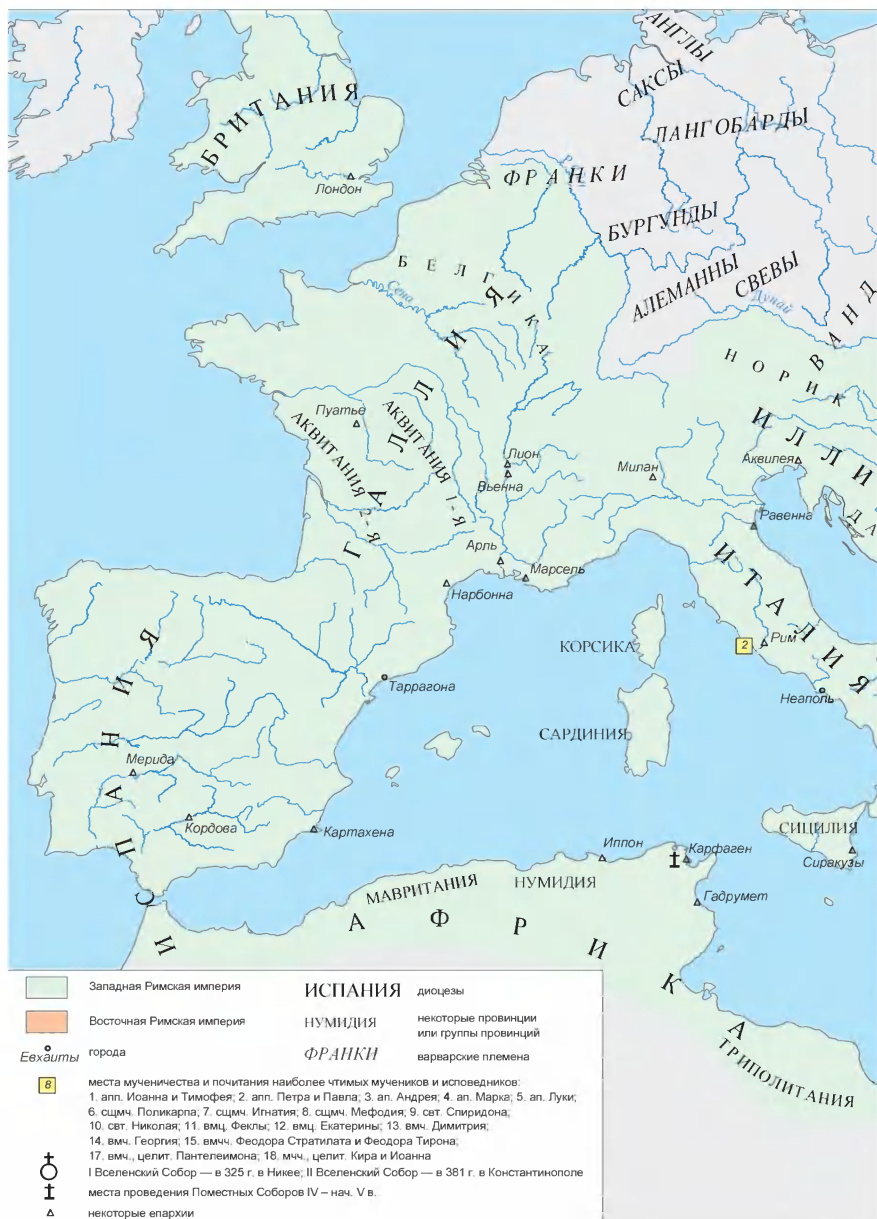 АНГЛЫ
САКСЫ
ЛАНГОБАРДЫ
БРИТАНИЯ
Лондон
ФРАНКИ
БУРГУНДЫ
АЛЕМАННЫ
СВЕВЫ
Дунай
ВАНД
БЕЛГИКА
Сена
НОРИК
ГАЛЛИЯ
ИЛЛИ
ДА
Пуатье
АКВИТАНИЯ 2-Я
АКВИТАНИЯ 1-Я
Лион
Вьенна
Милан
Аквилея
Равенна
Арль
Марсель
Нарбонна
ИТАЛИЯ
КОРСИКА
2
Рим
Таррагона
Неаполь
ИСПАНИЯ
САРДИНИЯ
Мерида
Кордова
Картахена
СИЦИЛИЯ
Сиракузы
Иппон
Карфаген
МАВРИТАНИЯ
НУМИДИЯ
Гадрумет
АФРИКА
ТРИПОЛИТАНИЯ
Западная Римская империя
ИСПАНИЯ диоцезы
Восточная Римская империя
НУМИДИЯ некоторые провинции
или группы провинций
Евхаиты города
ФРАНКИ варварские племена
8 места мученичества и почитания наиболее чтимых мучеников и исповедников:
1. апп. Иоанна и Тимофея; 2. апп. Петра и Павла; 3. ап. Андрея; 4. ап. Марка; 5. ап. Луки;
6. сщмч. Поликарпа; 7. сщмч. Игнатия; 8. сщмч. Мефодия; 9. свт. Спиридона;
10. свт. Николая; 11. вмц. Феклы; 12. вмц. Екатерины; 13. вмч. Димитрия;
14. вмч. Георгия; 15. вмчч. Феодора Стратилата и Феодора Тирона;
17. вмч., целит. Пантелеимона; 18. мчч., целит. Кира и Иоанна
I Вселенский Собор — в 325 г. в Никее; II Вселенский Собор — в 381 г. в Константинополе
места проведения Поместных Соборов IV – нач. V в.
некоторые епархии